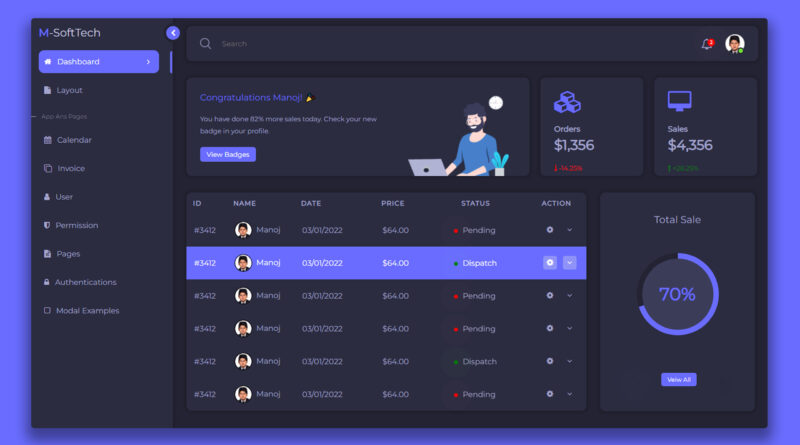 M-SoftTech
Dashboard
Layout
App Ans Pages
Calendar
Invoice
User
Permission
Pages
Authentications
Modal Examples
Search
3
Congratulations Manoj!
You have done 82% more sales today. Check your new
badge in your profile.
View Badges
Orders
$1,356
-14.25%
Sales
$4,356
+26.25%
ID NAME DATE PRICE STATUS ACTION
#3412 Manoj 03/01/2022 $64.00 Pending
#3412 Manoj 03/01/2022 $64.00 Dispatch
#3412 Manoj 03/01/2022 $64.00 Pending
#3412 Manoj 03/01/2022 $64.00 Pending
#3412 Manoj 03/01/2022 $64.00 Dispatch
#3412 Manoj 03/01/2022 $64.00 Pending
Total Sale
70%
Veiw All